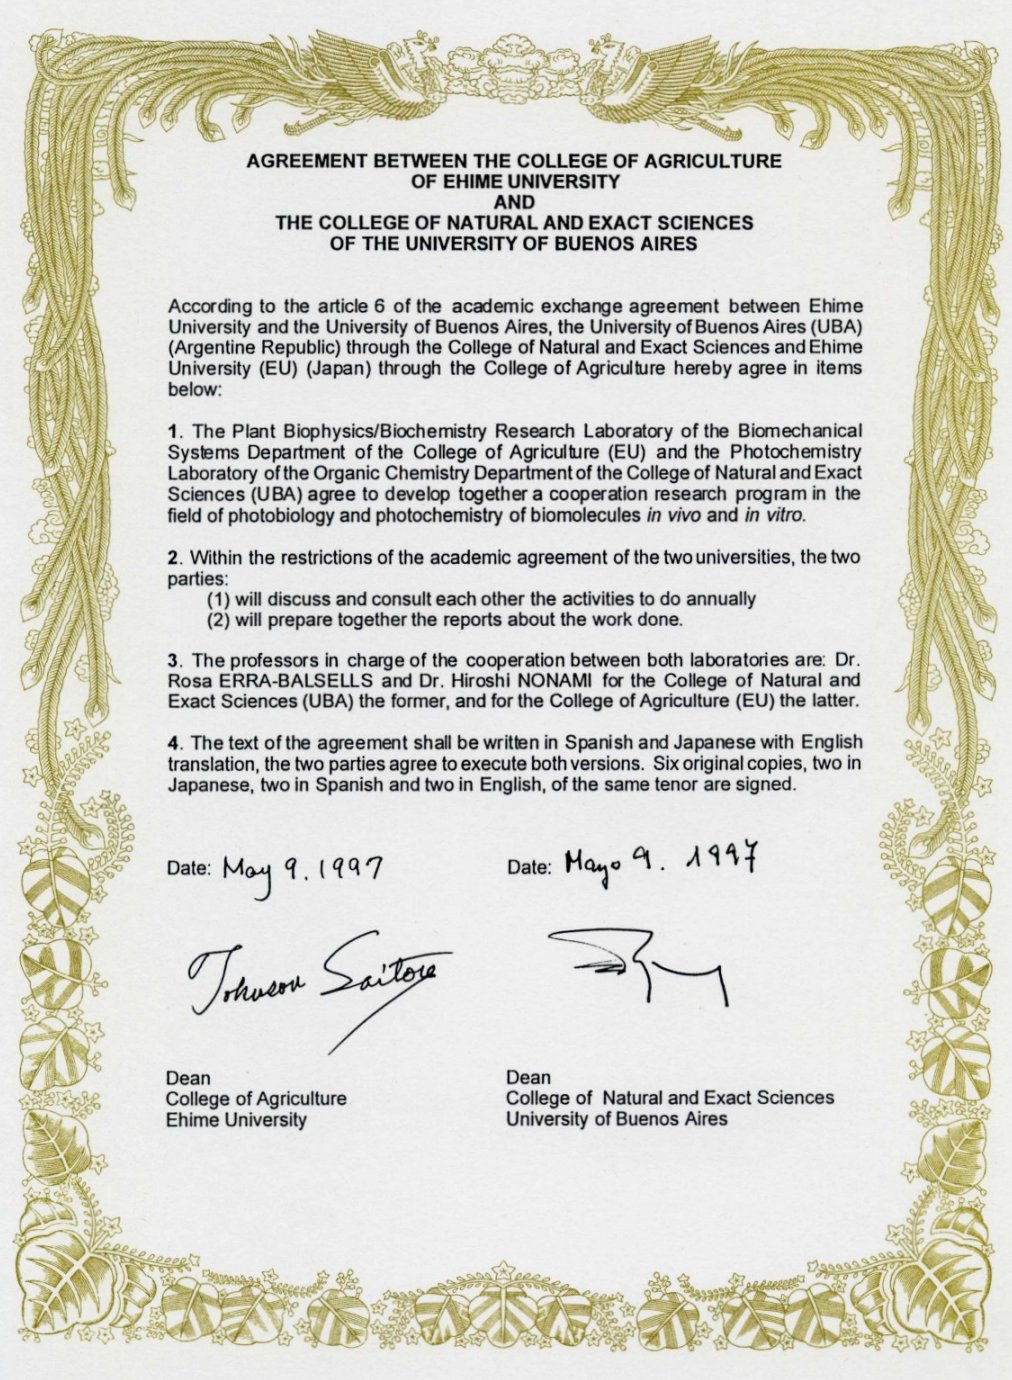 AGREEMENT BETWEEN THE COLLEGE OF AGRICULTURE
OF EHIME UNIVERSITY
AND
THE COLLEGE OF NATURAL AND EXACT SCIENCES
OF THE UNIVERSITY OF BUENOS AIRES
According to the article 6 of the academic exchange agreement between Ehime
University and the University of Buenos Aires, the University of Buenos Aires (UBA)
(Argentine Republic) through the College of Natural and Exact Sciences and Ehime
University (EU) (Japan) through the College of Agriculture hereby agree in items
below:
1. The Plant Biophysics/Biochemistry Research Laboratory of the Biomechanical
Systems Department of the College of Agriculture (EU) and the Photochemistry
Laboratory of the Organic Chemistry Department of the College of Natural and Exact
Sciences (UBA) agree to develop together a cooperation research program in the
field of photobiology and photochemistry of biomolecules in vivo and in vitro.
2. Within the restrictions of the academic agreement of the two universities, the two
parties:
(1) will discuss and consult each other the activities to do annually
(2) will prepare together the reports about the work done.
3. The professors in charge of the cooperation between both laboratories are: Dr.
Rosa ERRA-BALSELLS and Dr. Hiroshi NONAMI for the College of Natural and
Exact Sciences (UBA) the former, and for the College of Agriculture (EU) the latter.
4. The text of the agreement shall be written in Spanish and Japanese with English
translation, the two parties agree to execute both versions. Six original copies, two in
Japanese, two in Spanish and two in English, of the same tenor are signed.
Date: May 9, 1997
Date: Mayo 9. 1997
Dean
College of Agriculture
Ehime University
Dean
College of Natural and Exact Sciences
University of Buenos Aires